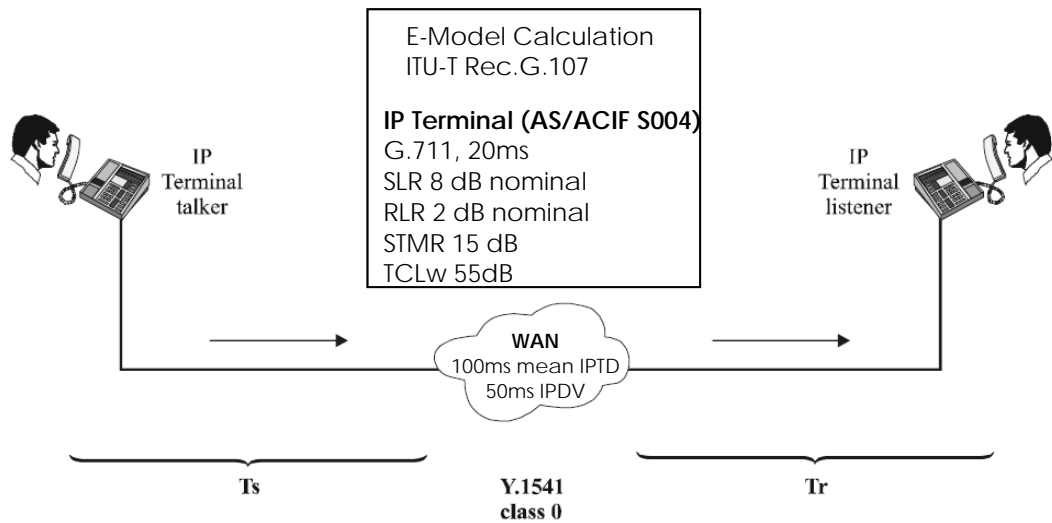 E-Model Calculation
ITU-T Rec.G.107
IP Terminal (AS/ACIF S004)
G.711, 20ms
SLR 8 dB nominal
RLR 2 dB nominal
STMR 15 dB
TCLw 55dB
IP
Terminal
talker
IP
Terminal
listener
WAN
100ms mean IPTD
50ms IPDV
Ts
Y.1541
class 0
Tr